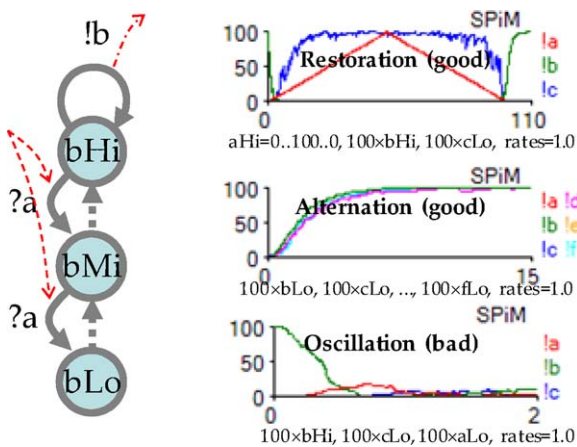 !b
bHi
?a
bMi
?a
bLo
SPiM
100
50
0
Restoration (good)
!a
!b
!c
0 110
aHi=0..100..0, 100×bHi, 100×cLo, rates=1.0
SPiM
100
50
0
Alternation (good)
!a !d
!b !e
!c !f
0 15
100×bLo, 100×cLo, ..., 100×fLo, rates=1.0
SPiM
100
50
0
Oscillation (bad)
!a
!b
!c
0 2
100×bHi, 100×cLo, 100×aLo, rates=1.0